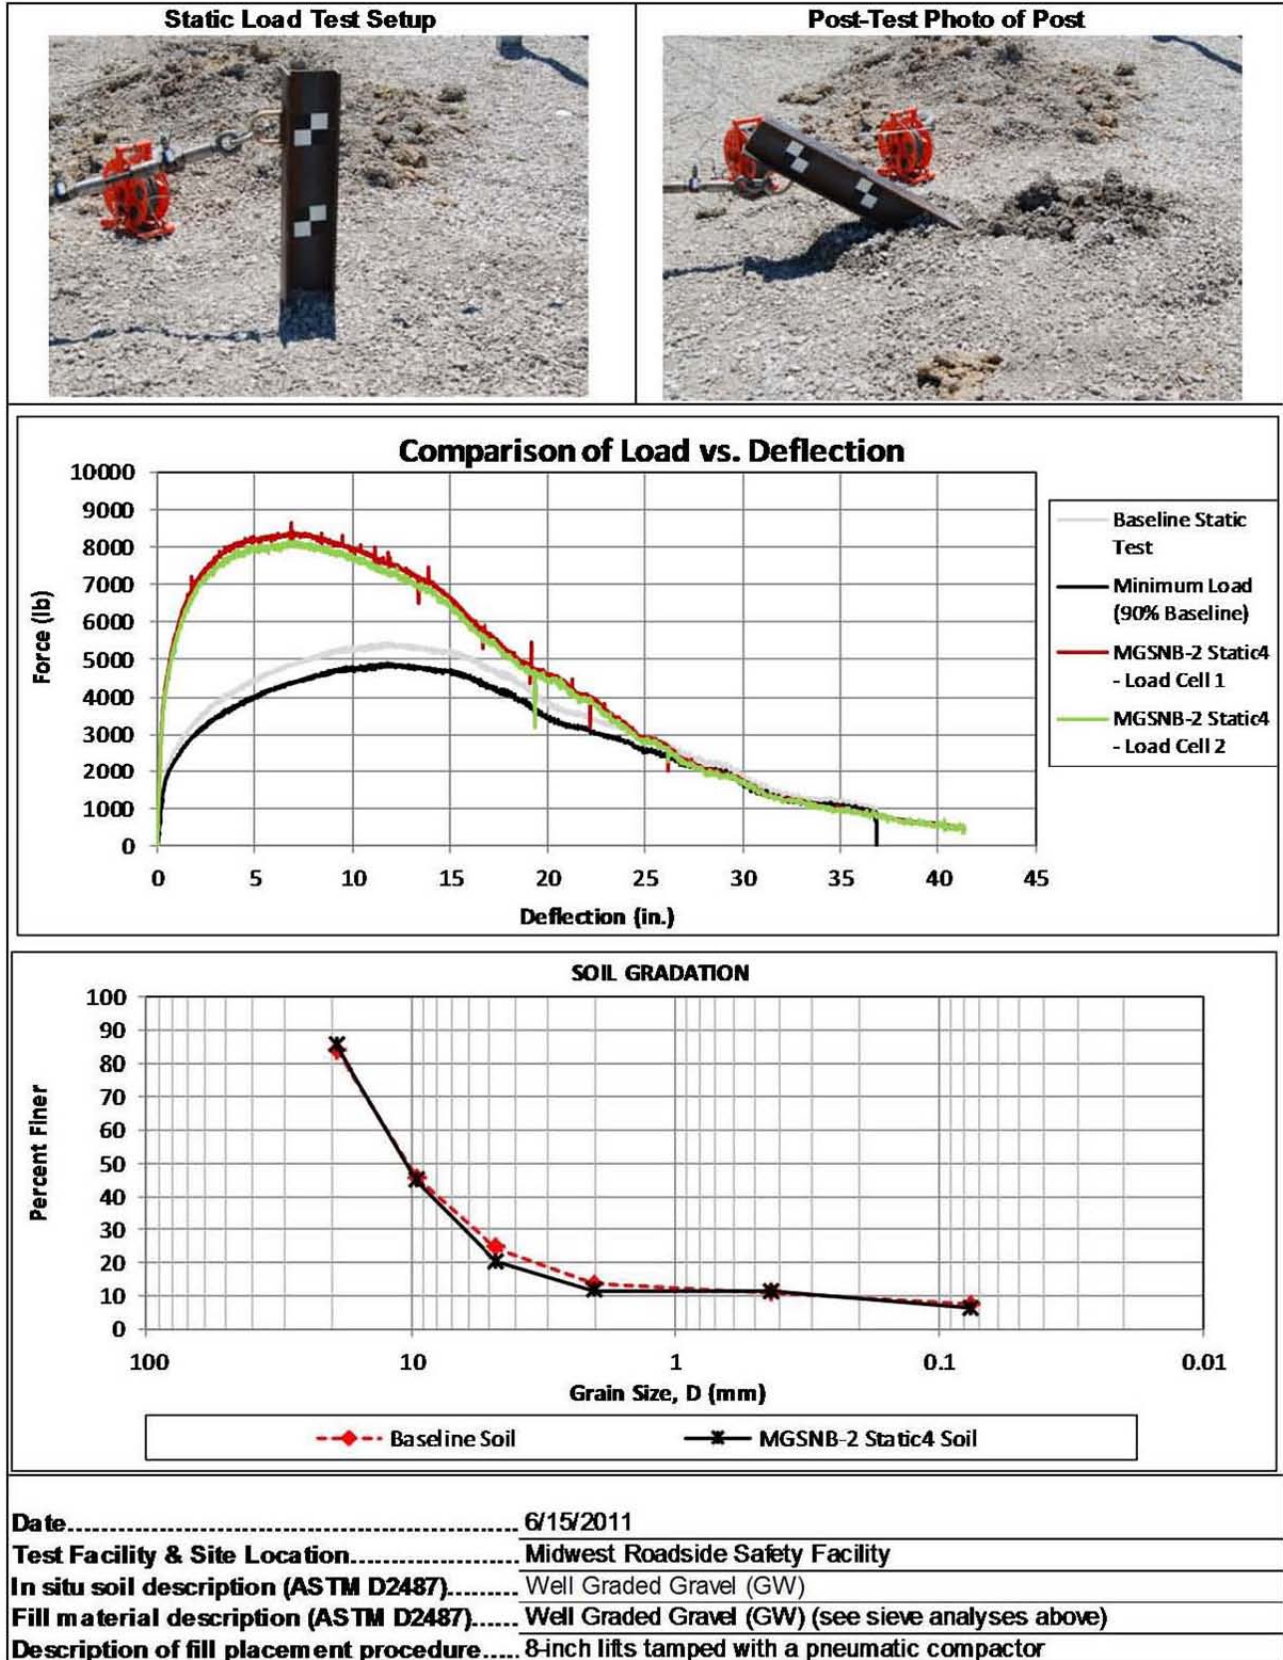 Static Load Test Setup
Post-Test Photo of Post
Comparison of Load vs. Deflection
10000
9000
8000
7000
6000
5000
4000
3000
2000
1000
0
Force (lb)
0 5 10 15 20 25 30 35 40 45
Deflection (in.)
Baseline Static
Test
Minimum Load
(90% Baseline)
MGSNB-2 Static4
- Load Cell 1
MGSNB-2 Static4
- Load Cell 2
SOIL GRADATION
100
90
80
70
60
50
40
30
20
10
0
Percent Finer
100 10 1 0.1 0.01
Grain Size, D (mm)
Baseline Soil
MGSNB-2 Static4 Soil
Date................................................ 6/15/2011
Test Facility & Site Location.................. Midwest Roadside Safety Facility
In situ soil description (ASTM D2487)....... Well Graded Gravel (GW)
Fill material description (ASTM D2487)...... Well Graded Gravel (GW) (see sieve analyses above)
Description of fill placement procedure..... 8-inch lifts tamped with a pneumatic compactor